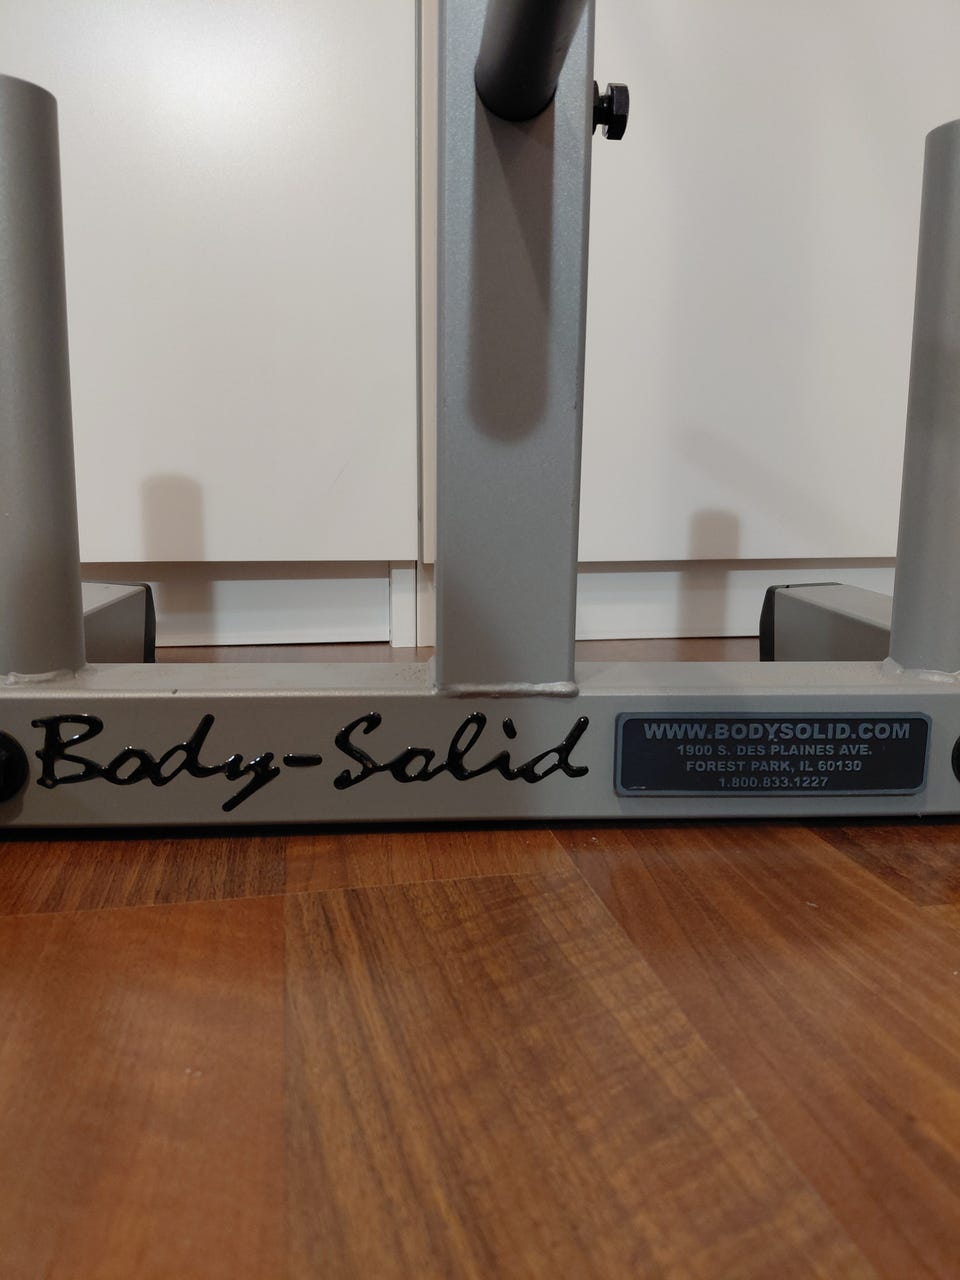 Body-Solid
WWW.BODYSOLID.COM
1900 S. DES PLAINES AVE.
FOREST PARK, IL 60130
1.800.833.1227